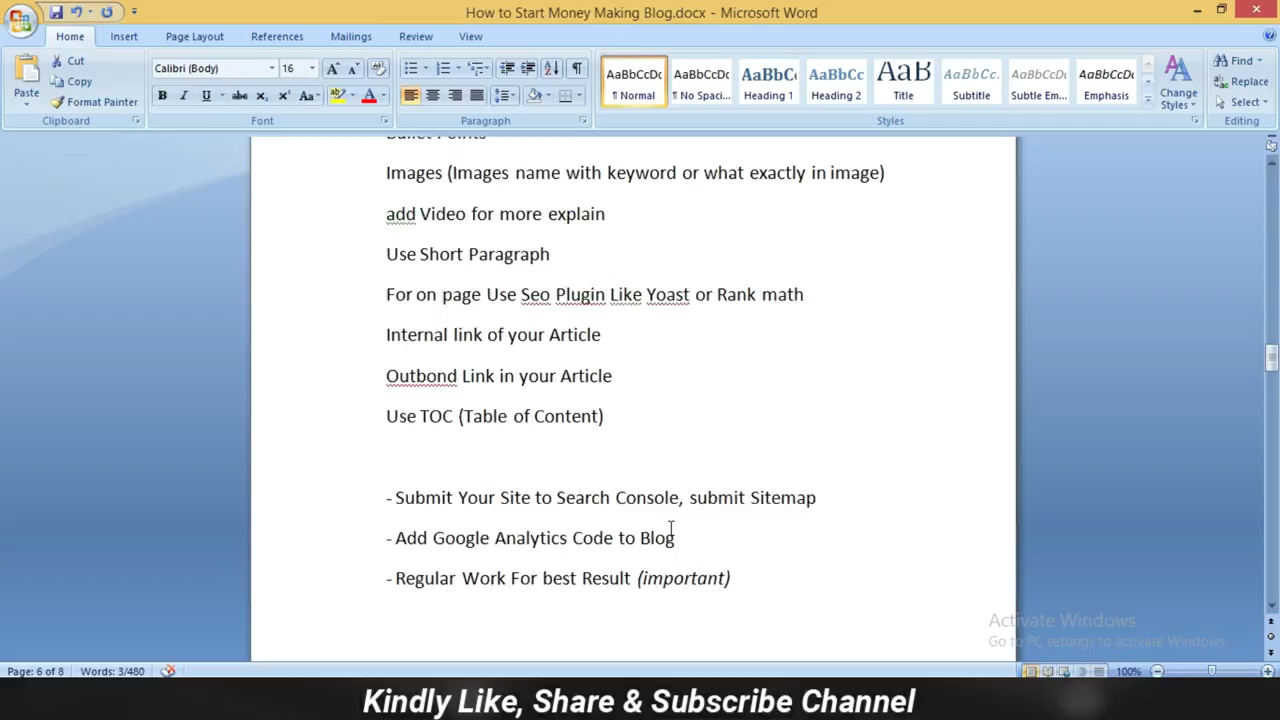 How to Start Money Making Blog.docx - Microsoft Word
Home Insert Page Layout References Mailings Review View
Paste
Cut
Copy
Format Painter
Clipboard
Calibri (Body) 16
Font
Paragraph
AaBbCcDc AaBbCcDc AaBbC AaBbCc AaB AaBbCc. AaBbCcDc AaBbCcDc
¶ Normal ¶ No Spaci... Heading 1 Heading 2 Title Subtitle Subtle Em... Emphasis
Change Styles
Styles
Find
Replace
Select
Editing
Bullet Points
Images (Images name with keyword or what exactly in image)
add Video for more explain
Use Short Paragraph
For on page Use Seo Plugin Like Yoast or Rank math
Internal link of your Article
Outbond Link in your Article
Use TOC (Table of Content)
- Submit Your Site to Search Console, submit Sitemap
- Add Google Analytics Code to Blog
- Regular Work For best Result (important)
Activate Windows
Go to PC settings to activate Windows.
Page: 6 of 8 Words: 3/480 100%
Kindly Like, Share & Subscribe Channel